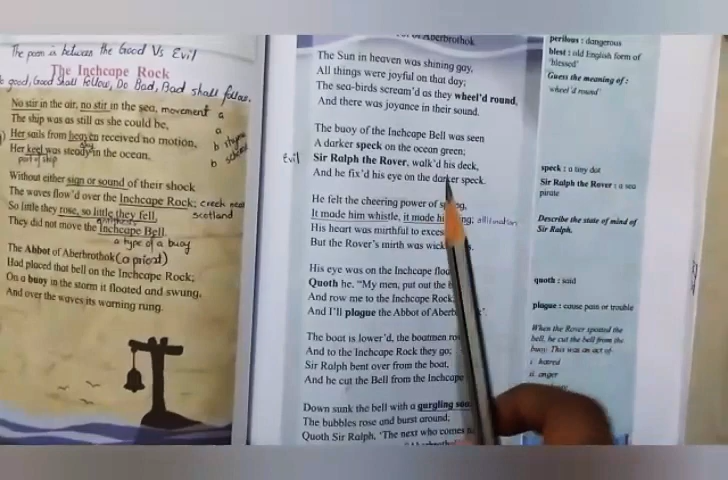 The poem is between the Good Vs Evil
The Inchcape Rock
good, Good Shall Follow, Do Bad, Bad shall follow.
No stir in the air, no stir in the sea, movement a
The ship was as still as she could be, a
Her sails from heaven received no motion, b rhyme
sky
Her keel was steady in the ocean. b scheme
part of ship
Without either sign or sound of their shock
The waves flow'd over the Inchcape Rock; creek near
So little they rose, so little they fell, scotland
They did not move the Inchcape Bell.
a type of a buoy
The Abbot of Aberbrothok (a priest)
Had placed that bell on the Inchcape Rock;
On a buoy in the storm it floated and swung,
And over the waves its warning rung.
of Aberbrothok
The Sun in heaven was shining gay,
All things were joyful on that day;
The sea-birds scream'd as they wheel'd round,
And there was joyance in their sound.
The buoy of the Inchcape Bell was seen
A darker speck on the ocean green;
Evil Sir Ralph the Rover, walk'd his deck,
And he fix'd his eye on the darker speck.
He felt the cheering power of
It made him whistle, it made
His heart was mirthful to
But the Rover's mirth was
His eye was on the Inchcape
Quoth he, "My men, put out the
And row me to the Inchcape
And I'll plague the Abbot of
The boat is lower'd, the boatmen
And to the Inchcape Rock they go;
Sir Ralph bent over from the boat,
And he cut the Bell from the Inchcape
Down sunk the bell with a gurgling
The bubbles rose and burst around;
Quoth Sir Ralph, 'The next who comes
perilous : dangerous
blest : old English form of
'blessed'
Guess the meaning of :
'wheel'd round'
speck : a tiny dot
Sir Ralph the Rover : a sea
pirate
Describe the state of mind of
Sir Ralph.
quoth : said
plague : cause pain or trouble
When the Rover spotted the
bell, he cut the bell from the
buoy. This was an act of-
i. hatred
ii. anger